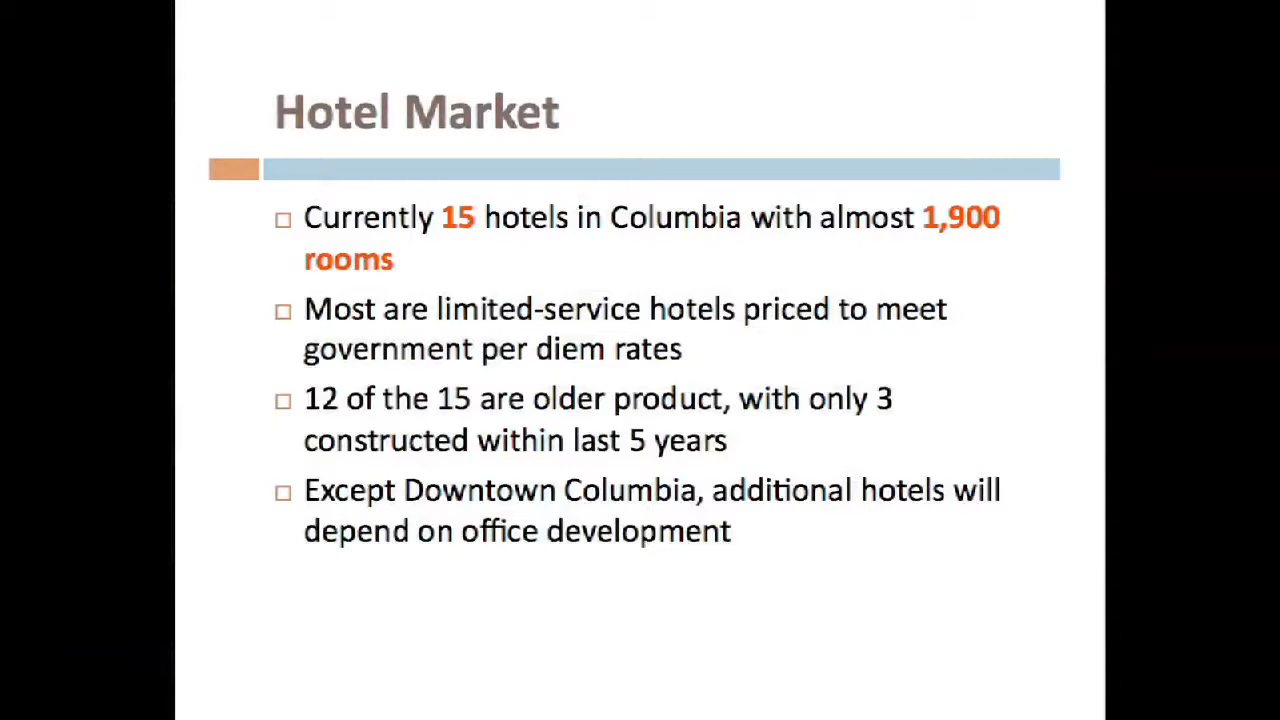 Hotel Market
Currently 15 hotels in Columbia with almost 1,900
rooms
Most are limited-service hotels priced to meet
government per diem rates
12 of the 15 are older product, with only 3
constructed within last 5 years
Except Downtown Columbia, additional hotels will
depend on office development